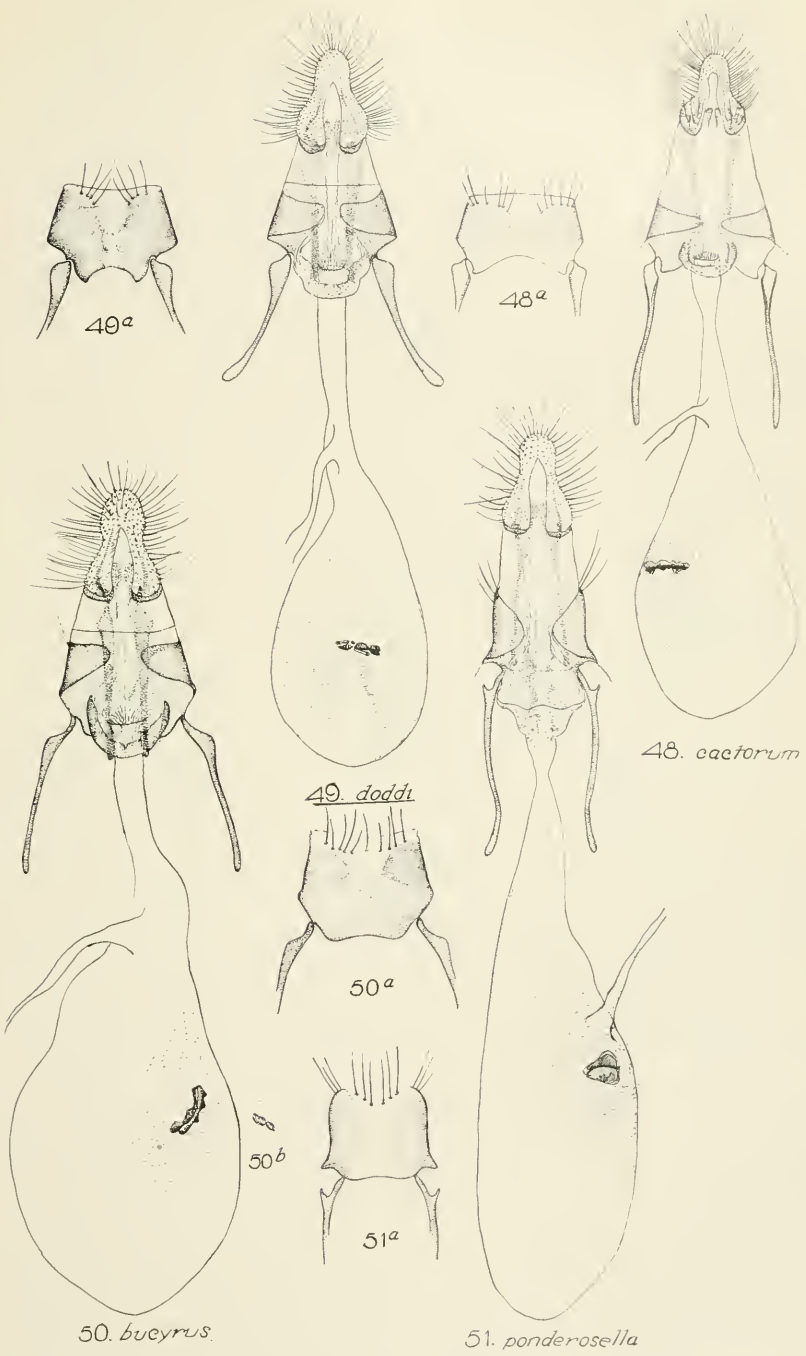 49a
48a
48. cactorum
49. doddi
50a
50b
51a
50. bucyrus
51. ponderosella